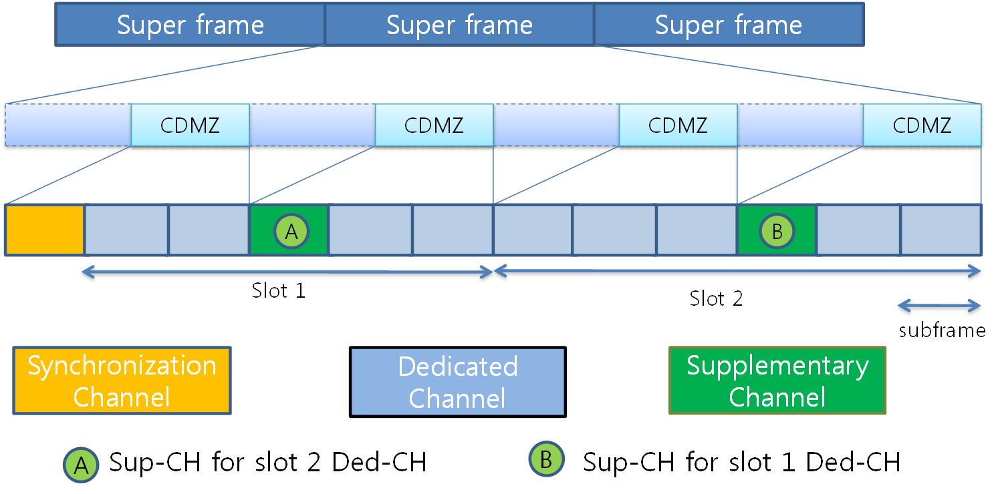 Super frame Super frame Super frame
CDMZ CDMZ CDMZ CDMZ
A B
Slot 1
Slot 2
subframe
Synchronization
Channel
Dedicated
Channel
Supplementary
Channel
A Sup-CH for slot 2 Ded-CH
B Sup-CH for slot 1 Ded-CH